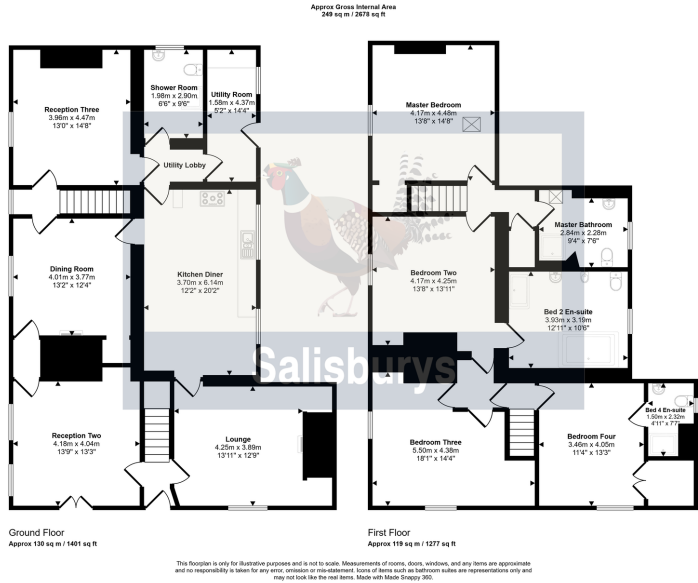 Approx Gross Internal Area
249 sq m / 2678 sq ft
Reception Three
3.96m x 4.47m
13'0" x 14'8"
Shower Room
1.98m x 2.90m
6'6" x 9'6"
Utility Room
1.58m x 4.37m
5'2" x 14'4"
Utility Lobby
Dining Room
4.01m x 3.77m
13'2" x 12'4"
Kitchen Diner
3.70m x 6.14m
12'2" x 20'2"
Reception Two
4.18m x 4.04m
13'9" x 13'3"
Lounge
4.25m x 3.89m
13'11" x 12'9"
Master Bedroom
4.17m x 4.48m
13'8" x 14'8"
Master Bathroom
2.84m x 2.28m
9'4" x 7'6"
Bedroom Two
4.17m x 4.25m
13'8" x 13'11"
Bed 2 En-suite
3.93m x 3.19m
12'11" x 10'6"
Salisburys
Bedroom Three
5.50m x 4.38m
18'1" x 14'4"
Bedroom Four
3.46m x 4.05m
11'4" x 13'3"
Bed 4 En-suite
1.50m x 2.32m
4'11" x 7'7"
Ground Floor
Approx 130 sq m / 1401 sq ft
First Floor
Approx 119 sq m / 1277 sq ft
This floorplan is only for illustrative purposes and is not to scale. Measurements of rooms, doors, windows, and any items are approximate
and no responsibility is taken for any error, omission or mis-statement. Icons of items such as bathroom suites are representations only and
may not look like the real items. Made with Made Snappy 360.